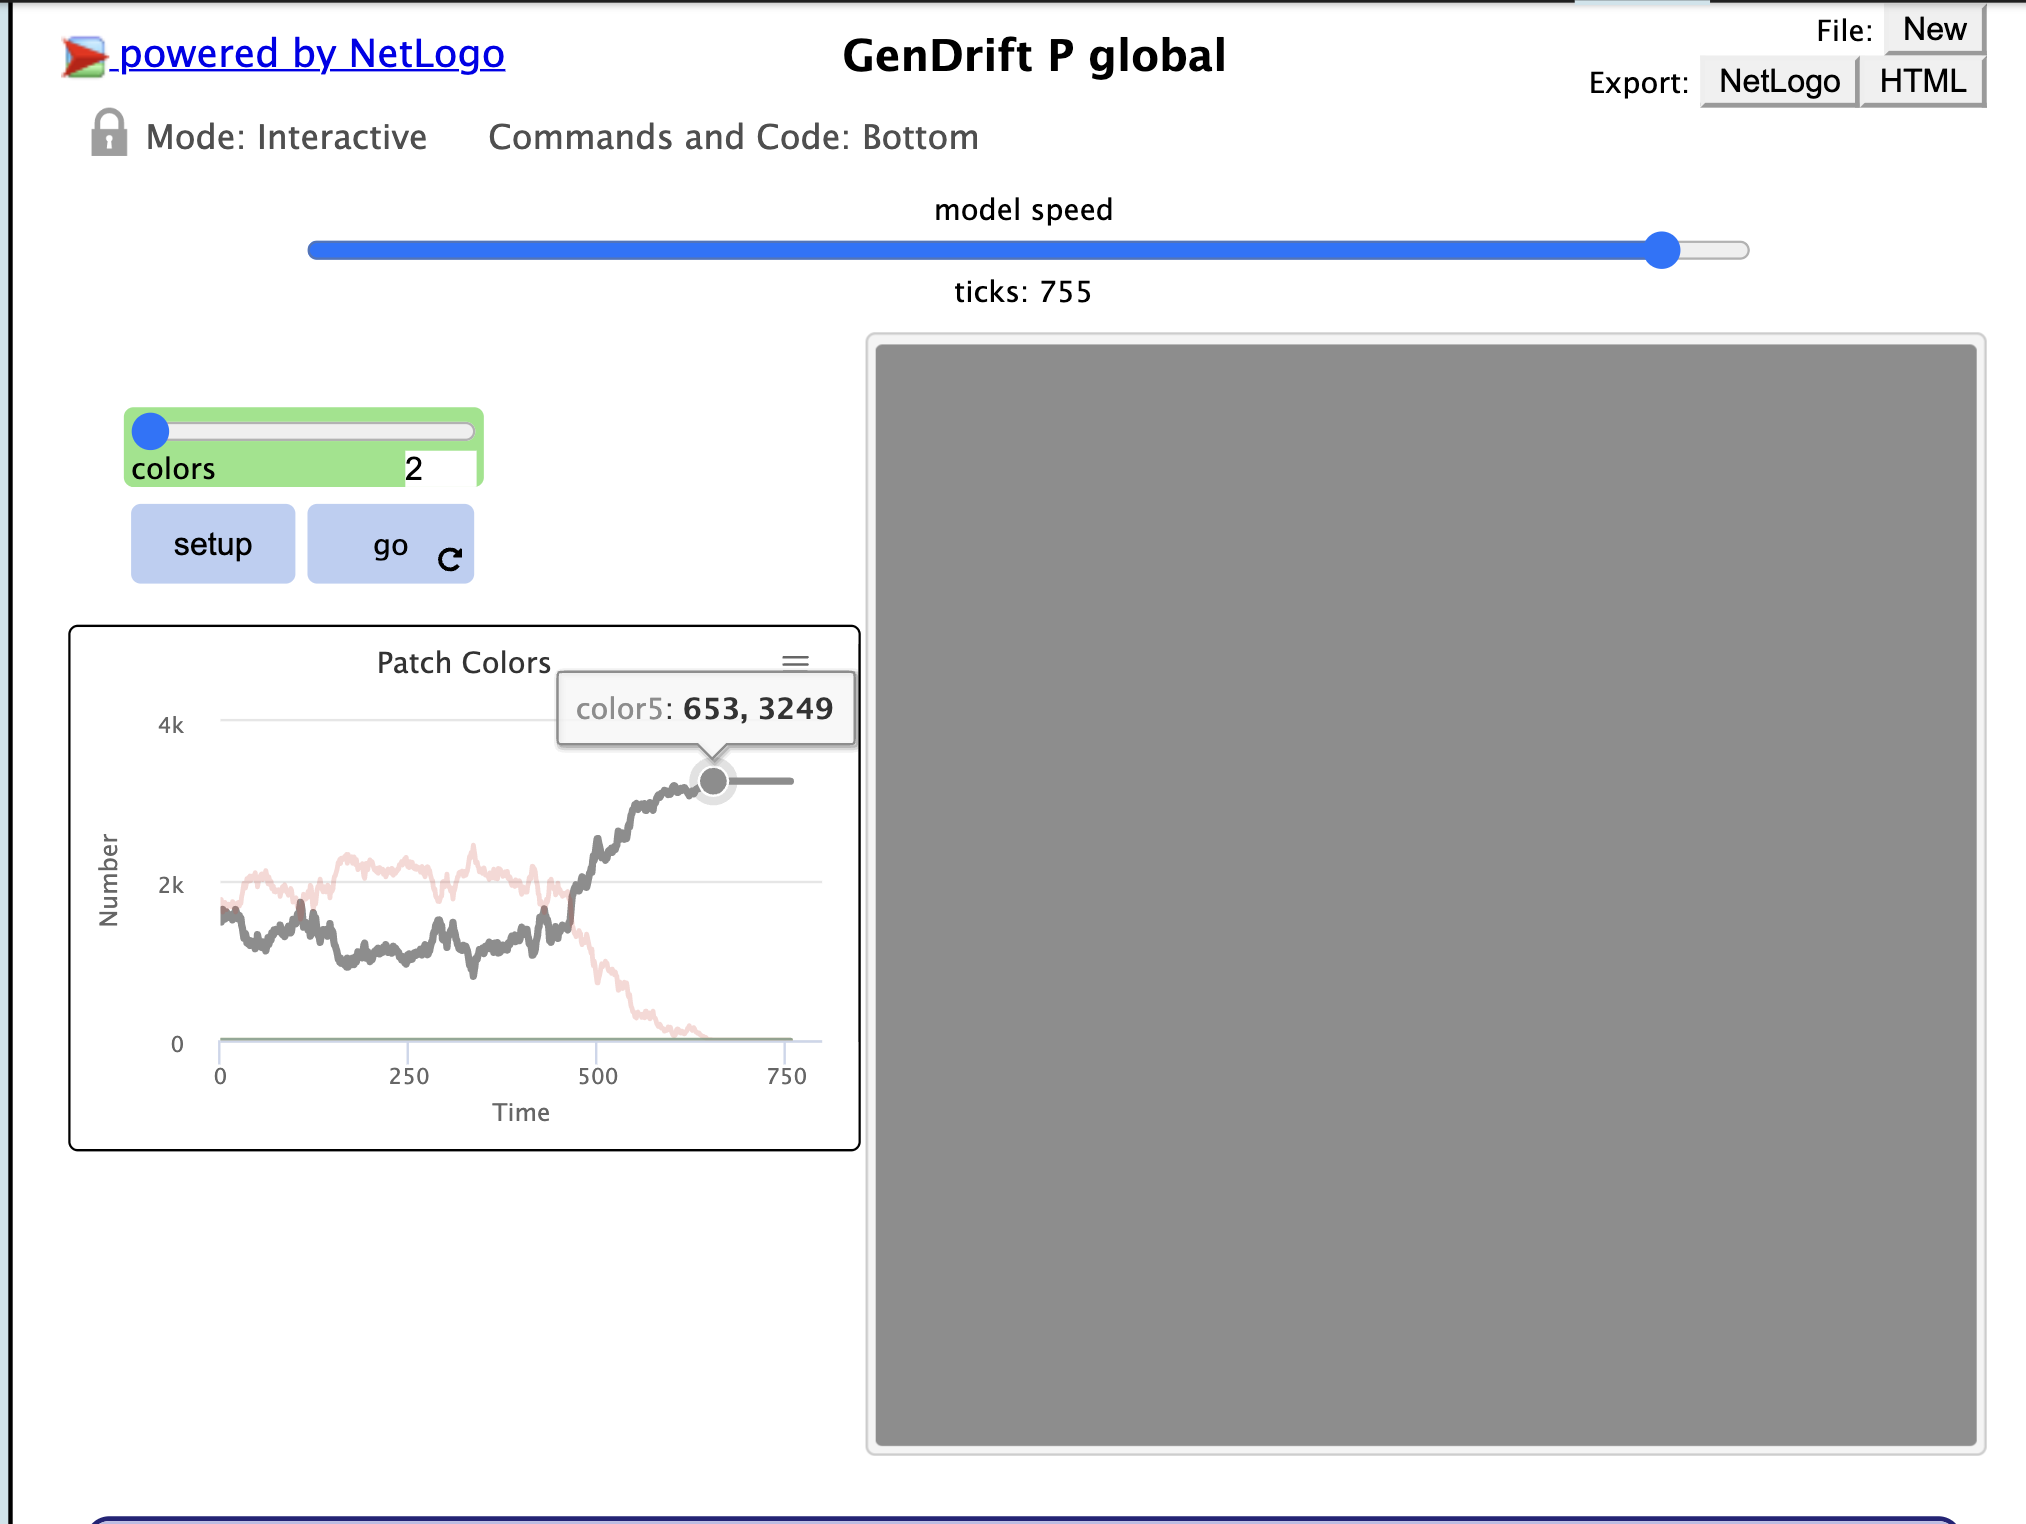 powered by NetLogo
GenDrift P global
File: New
Export: NetLogo HTML
Mode: Interactive Commands and Code: Bottom
model speed
ticks: 755
colors 2
setup go
Patch Colors
color5: 653, 3249
4k
2k
0
Number
0 250 500 750
Time